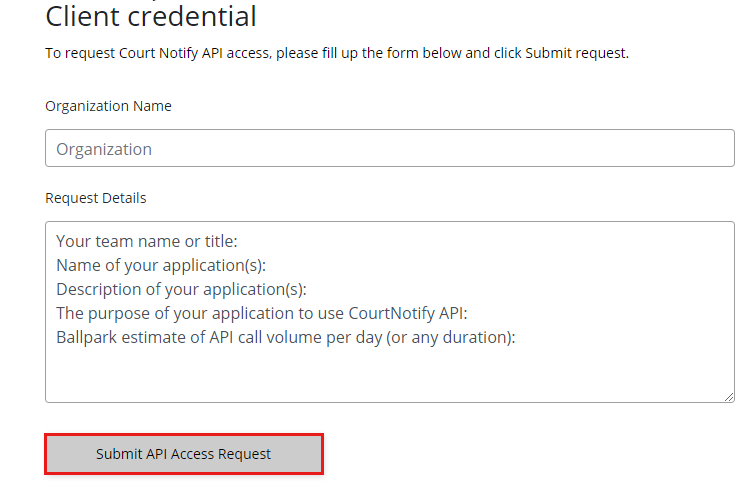 Client credential
To request Court Notify API access, please fill up the form below and click Submit request.
Organization Name
Organization
Request Details
Your team name or title:
Name of your application(s):
Description of your application(s):
The purpose of your application to use CourtNotify API:
Ballpark estimate of API call volume per day (or any duration):
Submit API Access Request